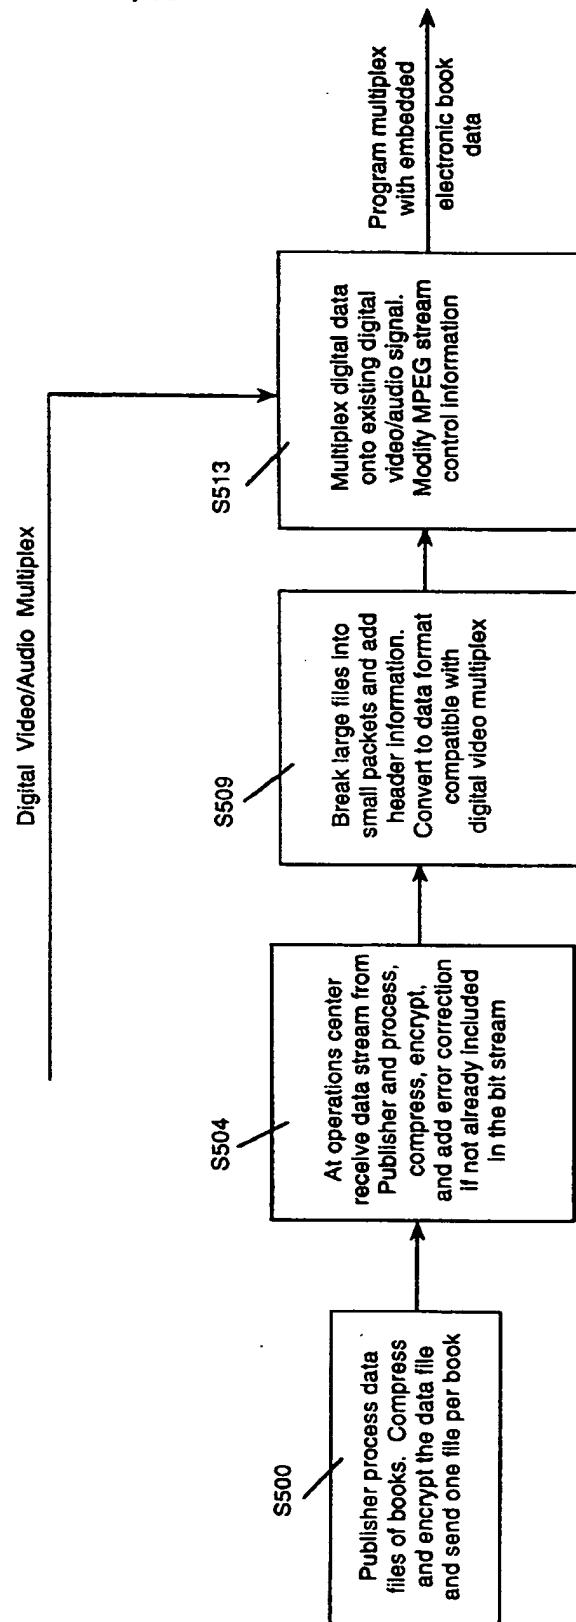 Digital Video/Audio Multiplex
S500
Publisher process data
files of books. Compress
and encrypt the data file
and send one file per book
S504
At operations center
receive data stream from
Publisher and process,
compress, encrypt,
and add error correction
if not already included
in the bit stream
S509
Break large files into
small packets and add
header information.
Convert to data format
compatible with
digital video multiplex
S513
Multiplex digital data
onto existing digital
video/audio signal.
Modify MPEG stream
control information
Program multiplex
with embedded
electronic book
data